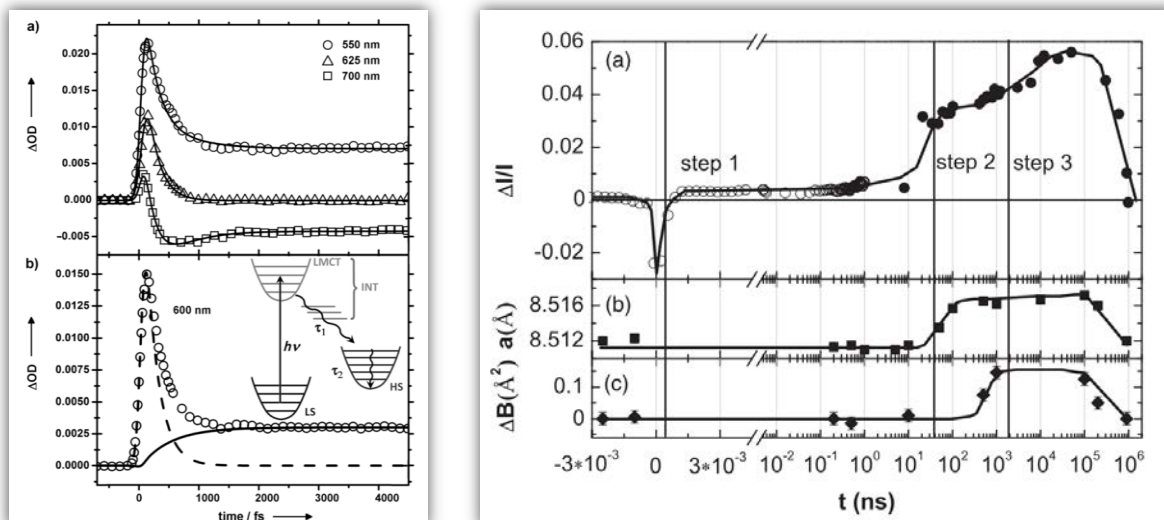 a)
0.020
0.015
0.010
0.005
0.000
−0.005
ΔOD
550 nm
625 nm
700 nm
b)
0.0150
0.0125
0.0100
0.0075
0.0050
0.0025
0.0000
ΔOD
600 nm
LMCT
INT
τ1
hν
τ2
HS
LS
0 1000 2000 3000 4000
time / fs
0.06
0.04
0.02
0
-0.02
ΔI/I
(a)
step 1
step 2
step 3
8.516
8.512
a(Å)
(b)
0.1
0
ΔB(Å²)
(c)
-3*10⁻³ 0 3*10⁻³ 10⁻² 10⁻¹ 10⁰ 10¹ 10² 10³ 10⁴ 10⁵ 10⁶
t (ns)